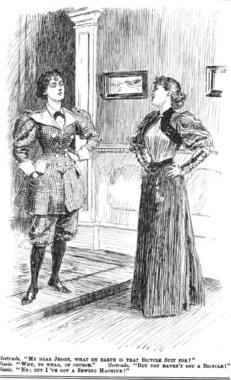 Gertrude. "MY DEAR JESSIE, WHAT ON EARTH IS THAT BICYCLE SUIT FOR?"
Jessie. "WHY, TO WEAR, OF COURSE." Gertrude. "BUT YOU HAVEN'T GOT A BICYCLE!"
Jessie. "NO; BUT I'VE GOT A SEWING MACHINE!"